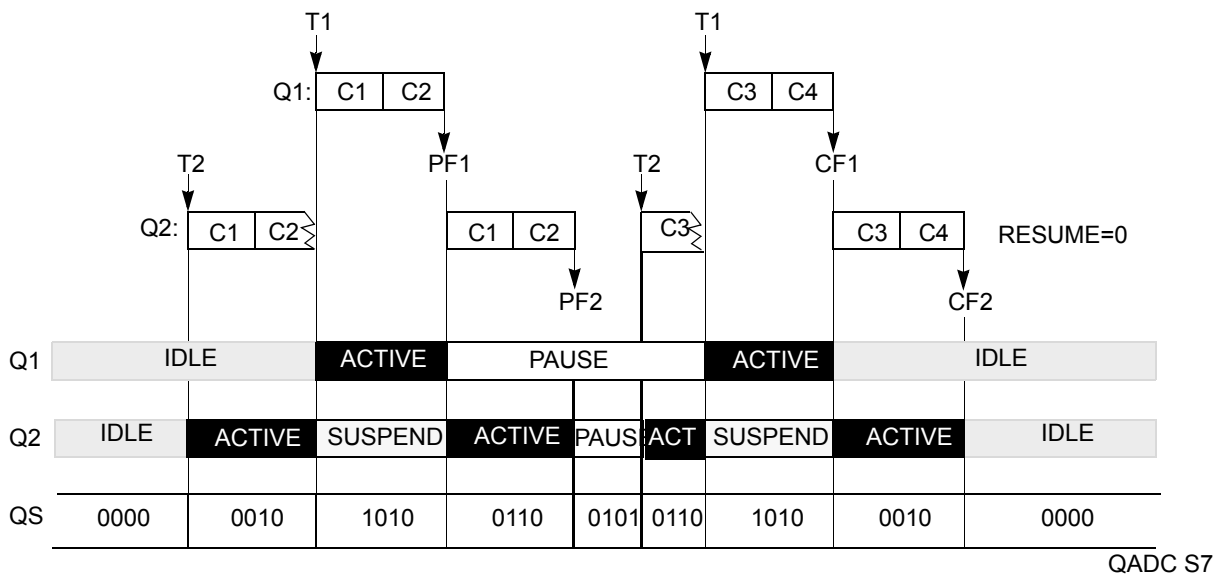 T1 T1
Q1: C1 C2 C3 C4
T2 PF1 T2 CF1
Q2: C1 C2 C1 C2 C3 C3 C4 RESUME=0
PF2 CF2
Q1 IDLE ACTIVE PAUSE ACTIVE IDLE
Q2 IDLE ACTIVE SUSPEND ACTIVE PAUSE ACT SUSPEND ACTIVE IDLE
QS 0000 0010 1010 0110 0101 0110 1010 0010 0000
QADC S7